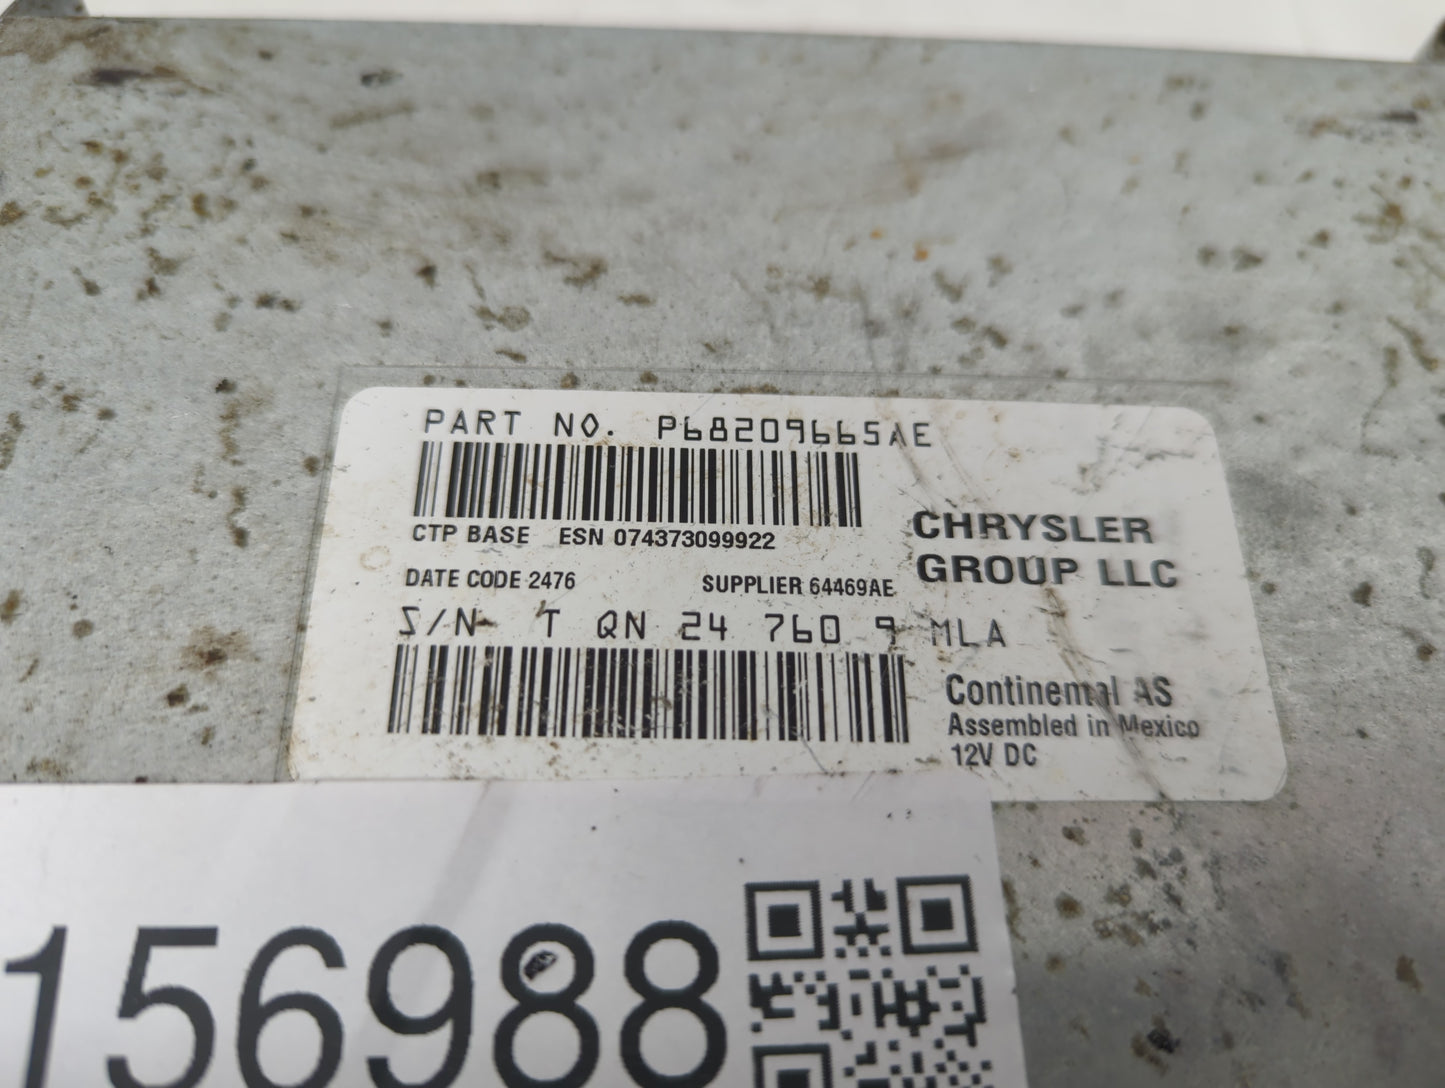 PART NO. P68209665AE
CTP BASE ESN 074373099922
DATE CODE 2476 SUPPLIER 64469AE
CHRYSLER
GROUP LLC
S/N T QN 24 760 9 MLA
Continental AS
Assembled in Mexico
12V DC
156988